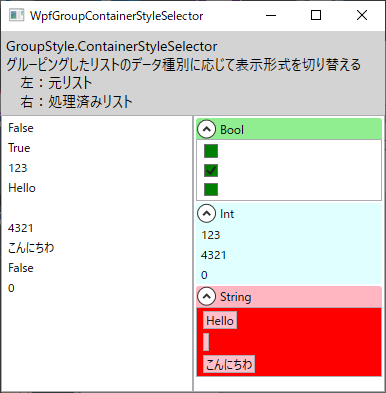 WpfGroupContainerStyleSelector
GroupStyle.ContainerStyleSelector
グルーピングしたリストのデータ種別に応じて表示形式を切り替える
左：元リスト
右：処理済みリスト
False
True
123
Hello
4321
こんにちわ
False
0
Bool
Int
123
4321
0
String
Hello
こんにちわ